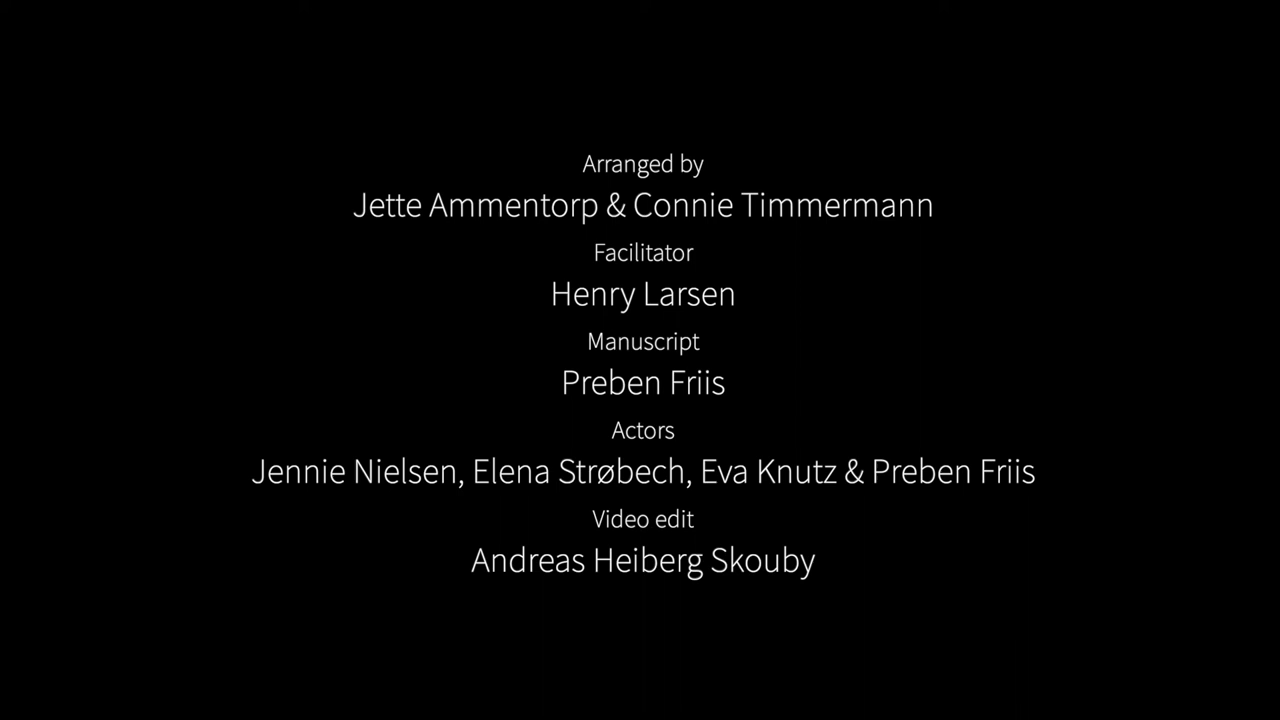 Arranged by
Jette Ammentorp & Connie Timmermann
Facilitator
Henry Larsen
Manuscript
Preben Friis
Actors
Jennie Nielsen, Elena Strøbech, Eva Knutz & Preben Friis
Video edit
Andreas Heiberg Skouby